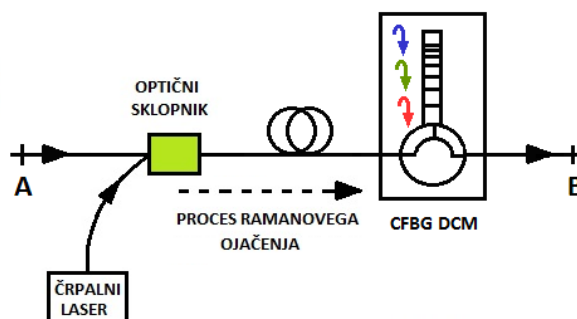 OPTIČNI
SKLOPNIK
A
B
PROCES RAMANOVEGA
OJAČENJA
CFBG DCM
ČRPALNI
LASER